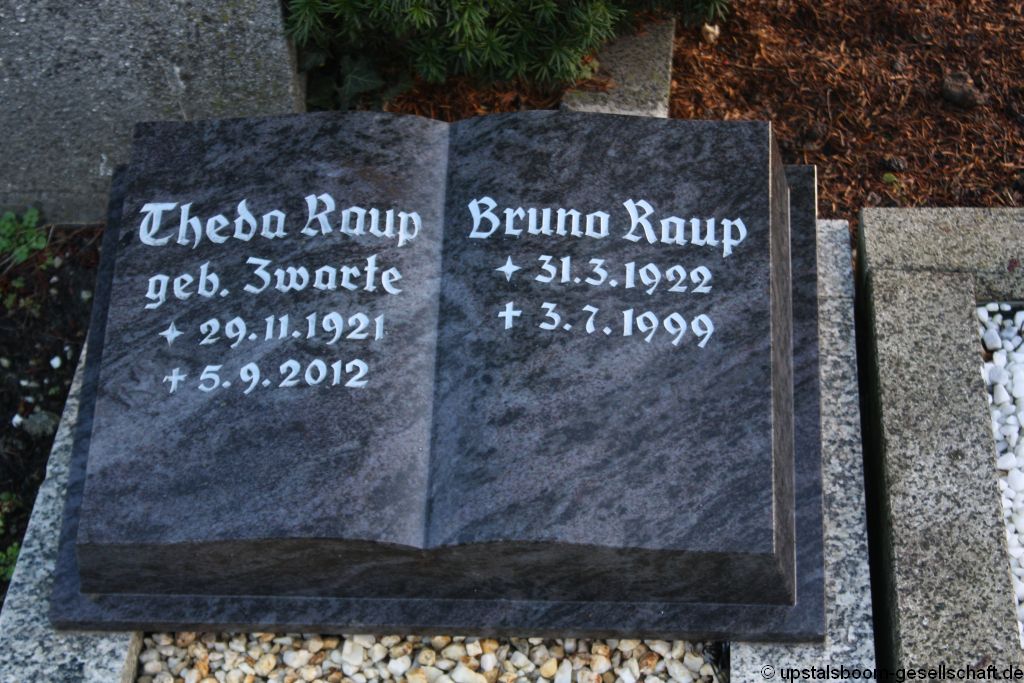 Theda Raup
geb. Zwarte
✦ 29.11.1921
† 5.9.2012
Bruno Raup
✦ 31.3.1922
† 3.7.1999
© upstalsboom-gesellschaft.de